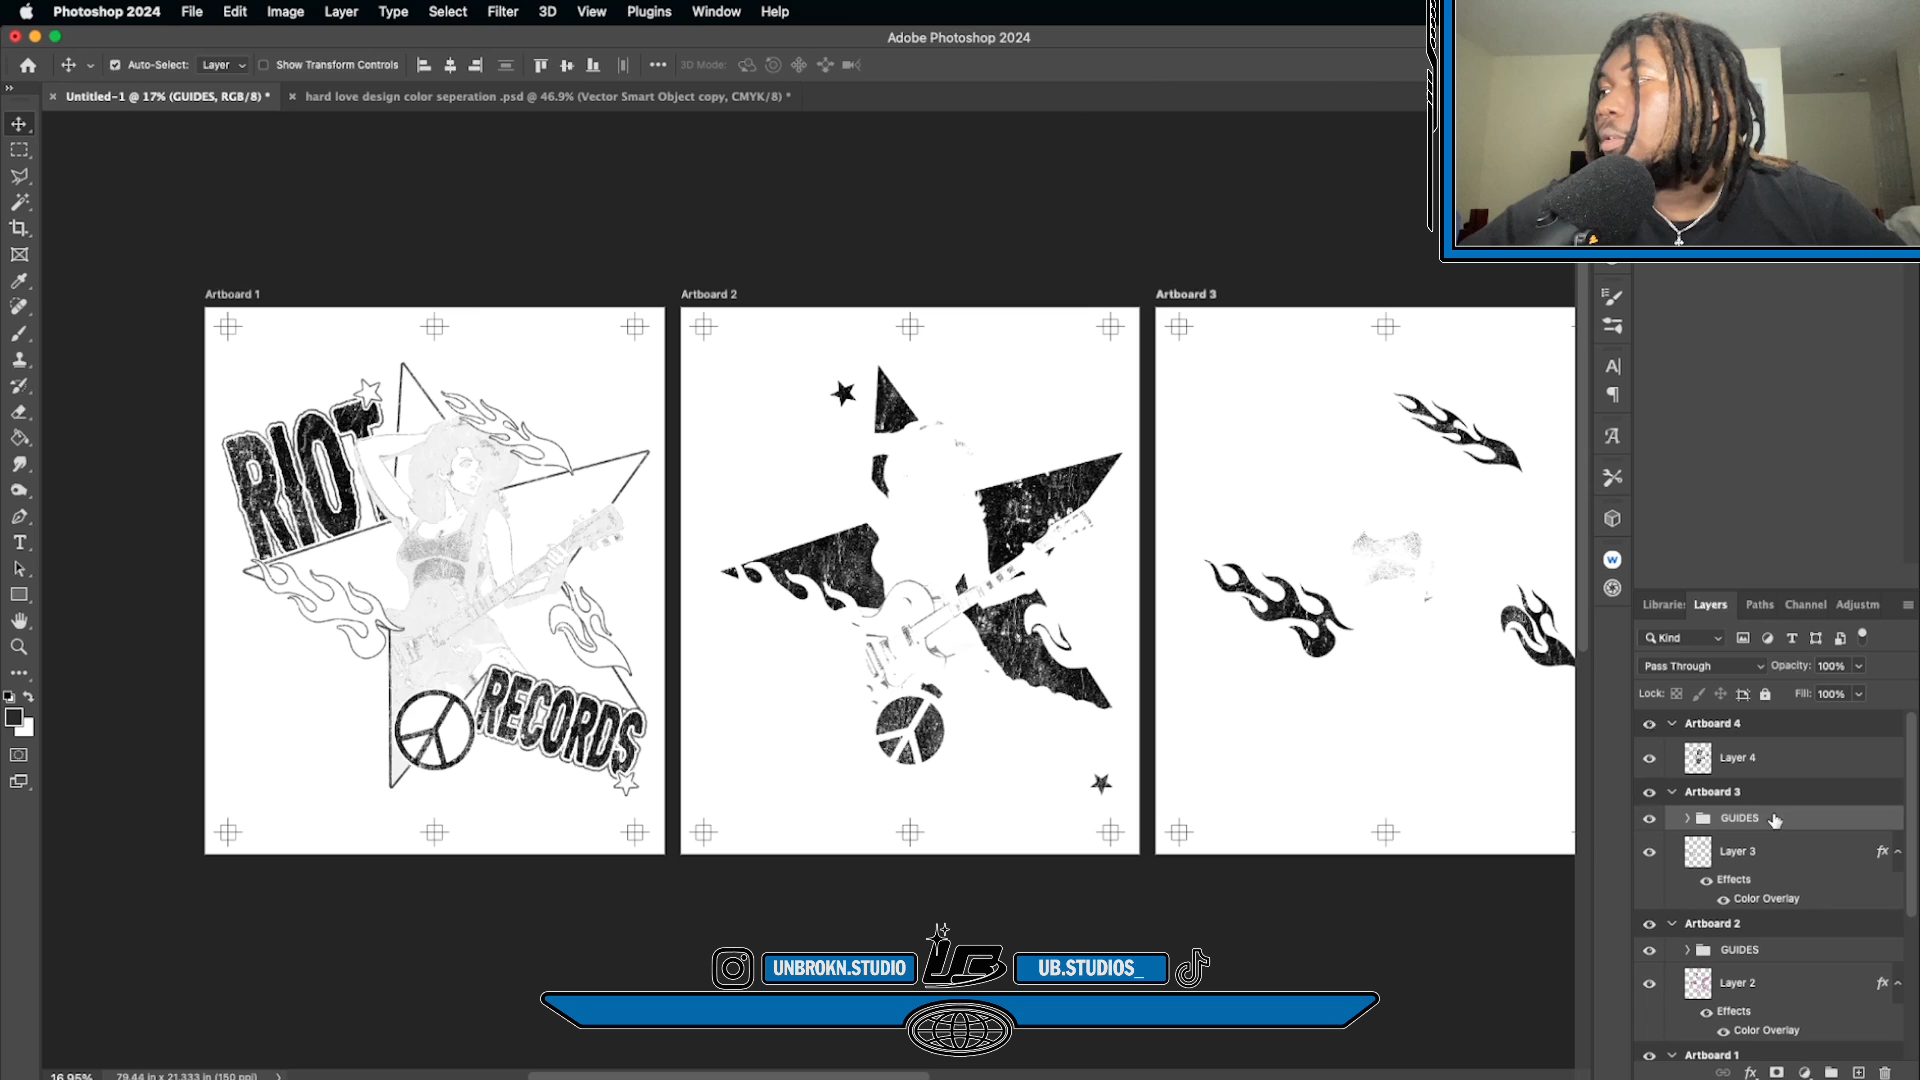 Photoshop 2024 File Edit Image Layer Type Select Filter 3D View Plugins Window Help
Adobe Photoshop 2024
Auto-Select: Layer Show Transform Controls 3D Mode:
Untitled-1 @ 17% (GUIDES, RGB/8) * hard love design color seperation .psd @ 46.9% (Vector Smart Object copy, CMYK/8) *
Artboard 1 Artboard 2 Artboard 3
RIOT
RECORDS
Librarie: Layers Paths Channel Adjustm
Kind
Pass Through Opacity: 100%
Lock: Fill: 100%
Artboard 4
Layer 4
Artboard 3
GUIDES
Layer 3 fx
Effects
Color Overlay
Artboard 2
GUIDES
Layer 2 fx
Effects
Color Overlay
Artboard 1
UNBROKN.STUDIO UB UB.STUDIOS_
16.95% 79.44 in x 21.333 in (150 ppi)